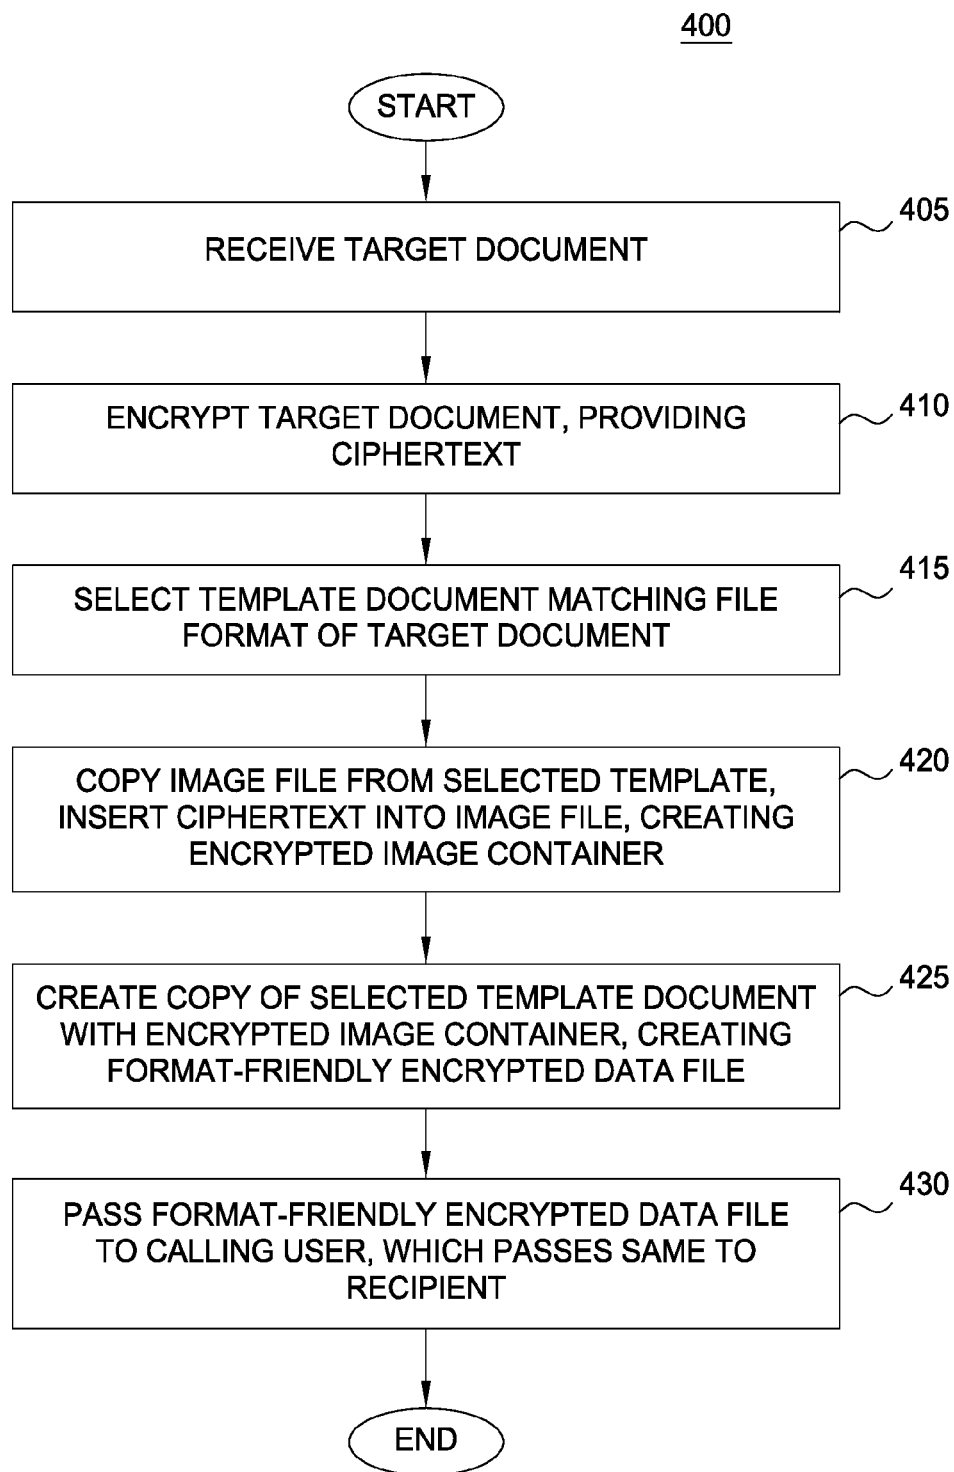 400
START
RECEIVE TARGET DOCUMENT
405
ENCRYPT TARGET DOCUMENT, PROVIDING
CIPHERTEXT
410
SELECT TEMPLATE DOCUMENT MATCHING FILE
FORMAT OF TARGET DOCUMENT
415
COPY IMAGE FILE FROM SELECTED TEMPLATE,
INSERT CIPHERTEXT INTO IMAGE FILE, CREATING
ENCRYPTED IMAGE CONTAINER
420
CREATE COPY OF SELECTED TEMPLATE DOCUMENT
WITH ENCRYPTED IMAGE CONTAINER, CREATING
FORMAT-FRIENDLY ENCRYPTED DATA FILE
425
PASS FORMAT-FRIENDLY ENCRYPTED DATA FILE
TO CALLING USER, WHICH PASSES SAME TO
RECIPIENT
430
END